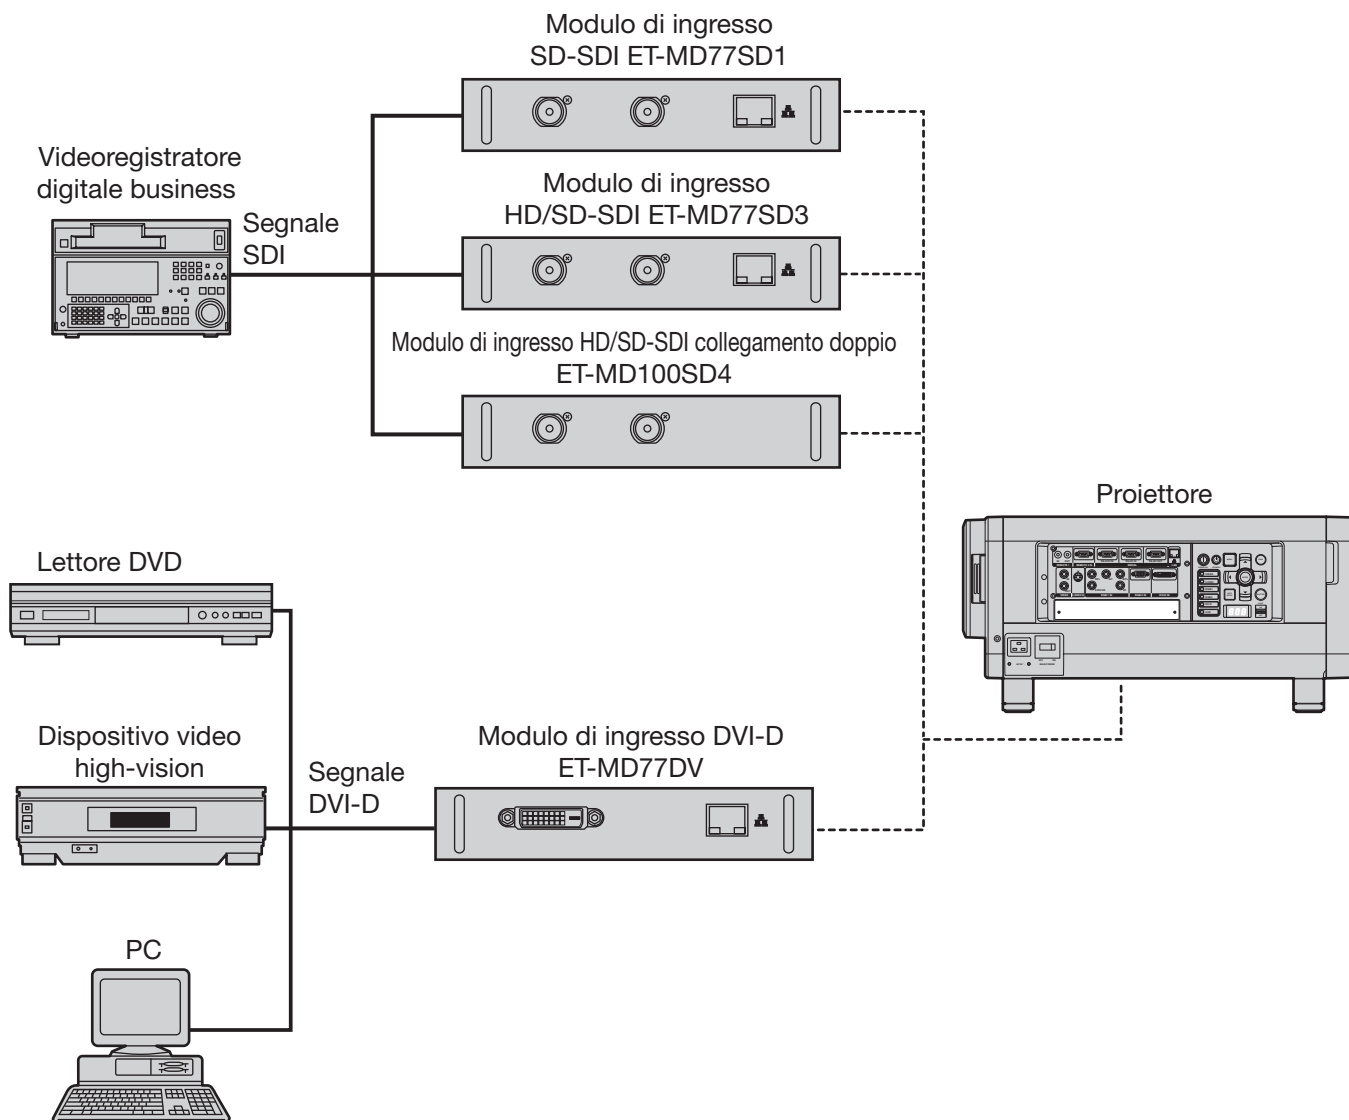 Modulo di ingresso
SD-SDI ET-MD77SD1
Videoregistratore
digitale business
Segnale
SDI
Modulo di ingresso
HD/SD-SDI ET-MD77SD3
Modulo di ingresso HD/SD-SDI collegamento doppio
ET-MD100SD4
Proiettore
Lettore DVD
Dispositivo video
high-vision
Segnale
DVI-D
Modulo di ingresso DVI-D
ET-MD77DV
PC